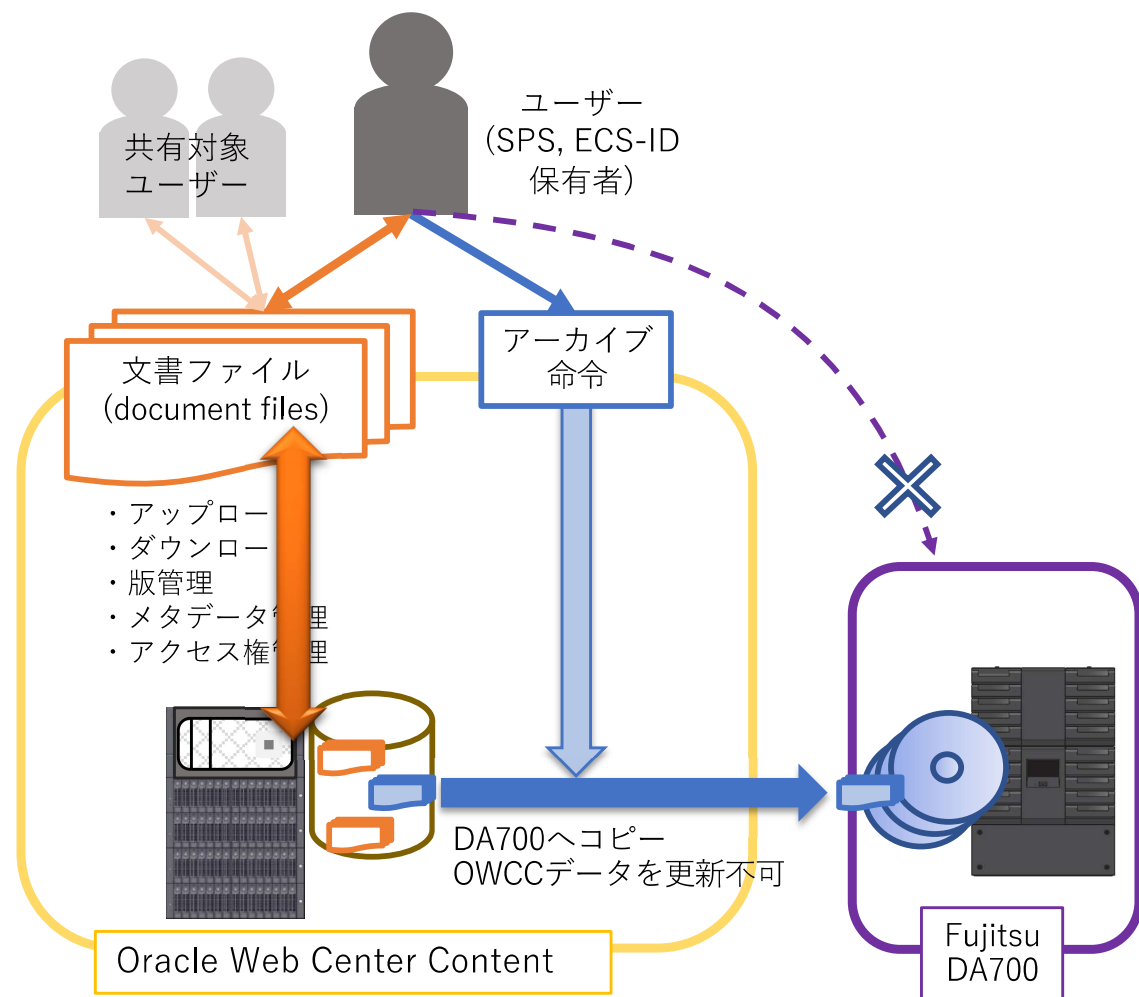 共有対象
ユーザー
ユーザー
(SPS, ECS-ID
保有者)
文書ファイル
(document files)
アーカイブ
命令
・アップロー
・ダウンロー
・版管理
・メタデータ管理
・アクセス権管理
DA700へコピー
OWCCデータを更新不可
Oracle Web Center Content
Fujitsu
DA700